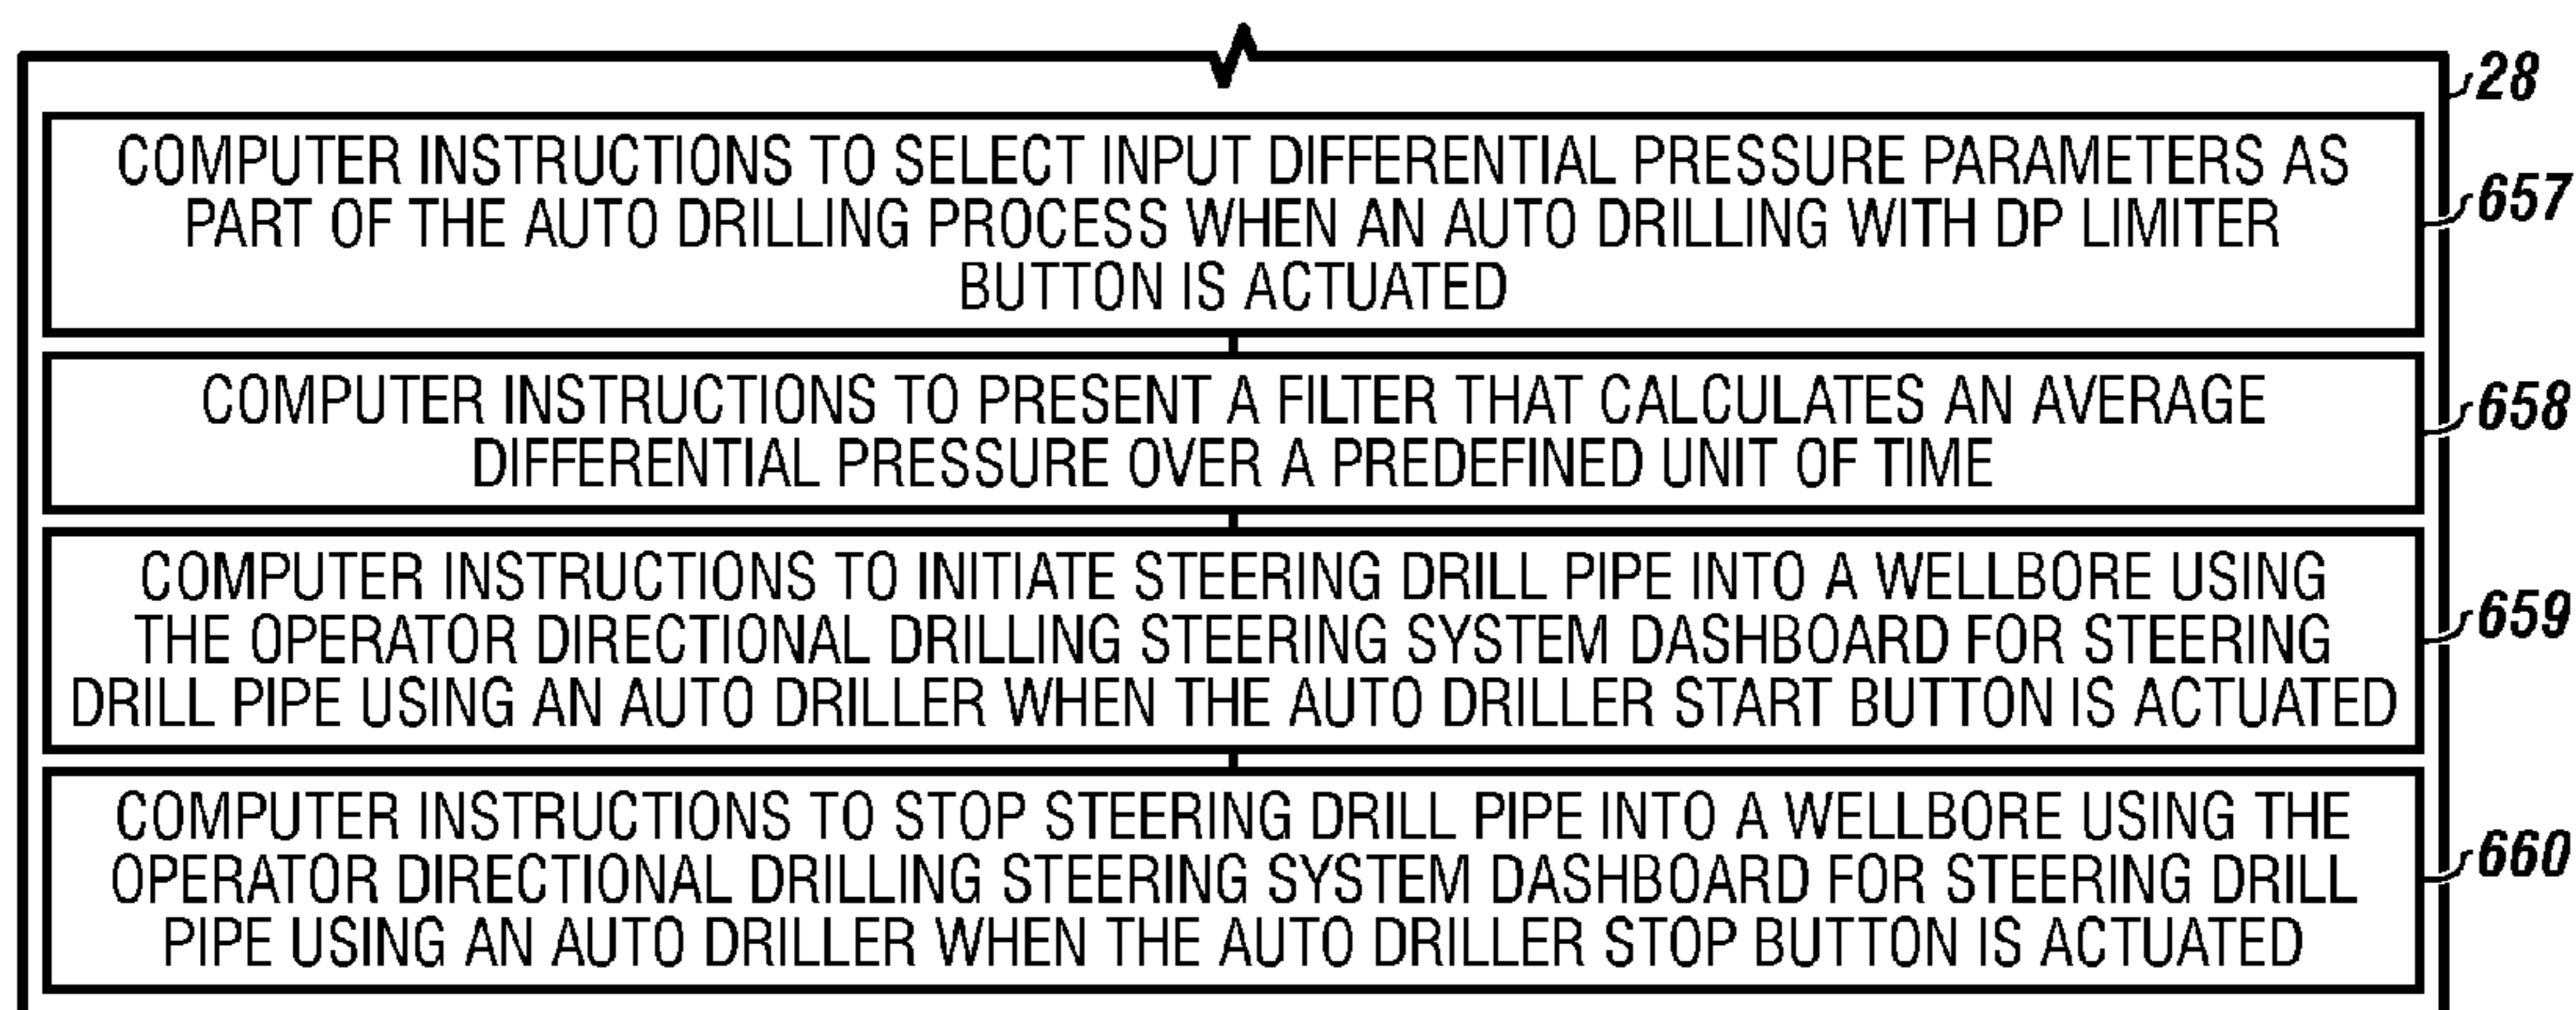 28
COMPUTER INSTRUCTIONS TO SELECT INPUT DIFFERENTIAL PRESSURE PARAMETERS AS
PART OF THE AUTO DRILLING PROCESS WHEN AN AUTO DRILLING WITH DP LIMITER
BUTTON IS ACTUATED
657
COMPUTER INSTRUCTIONS TO PRESENT A FILTER THAT CALCULATES AN AVERAGE
DIFFERENTIAL PRESSURE OVER A PREDEFINED UNIT OF TIME
658
COMPUTER INSTRUCTIONS TO INITIATE STEERING DRILL PIPE INTO A WELLBORE USING
THE OPERATOR DIRECTIONAL DRILLING STEERING SYSTEM DASHBOARD FOR STEERING
DRILL PIPE USING AN AUTO DRILLER WHEN THE AUTO DRILLER START BUTTON IS ACTUATED
659
COMPUTER INSTRUCTIONS TO STOP STEERING DRILL PIPE INTO A WELLBORE USING THE
OPERATOR DIRECTIONAL DRILLING STEERING SYSTEM DASHBOARD FOR STEERING DRILL
PIPE USING AN AUTO DRILLER WHEN THE AUTO DRILLER STOP BUTTON IS ACTUATED
660